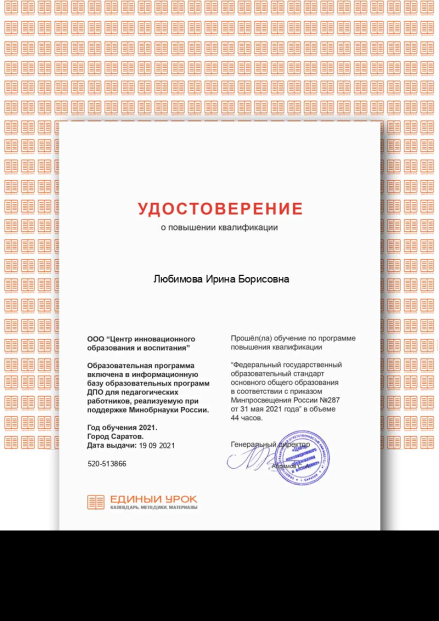 УДОСТОВЕРЕНИЕ
о повышении квалификации
Любимова Ирина Борисовна
ООО "Центр инновационного
образования и воспитания"
Образовательная программа
включена в информационную
базу образовательных программ
ДПО для педагогических
работников, реализуемую при
поддержке Минобрнауки России.
Год обучения 2021.
Город Саратов.
Дата выдачи: 19 09 2021
520-513866
Прошёл(ла) обучение по программе
повышения квалификации
"Федеральный государственный
образовательный стандарт
основного общего образования
в соответствии с приказом
Минпросвещения России №287
от 31 мая 2021 года" в объеме
44 часов.
Генеральный директор
ЕДИНЫЙ УРОК
КАЛЕНДАРЬ, МЕТОДИКИ, МАТЕРИАЛЫ